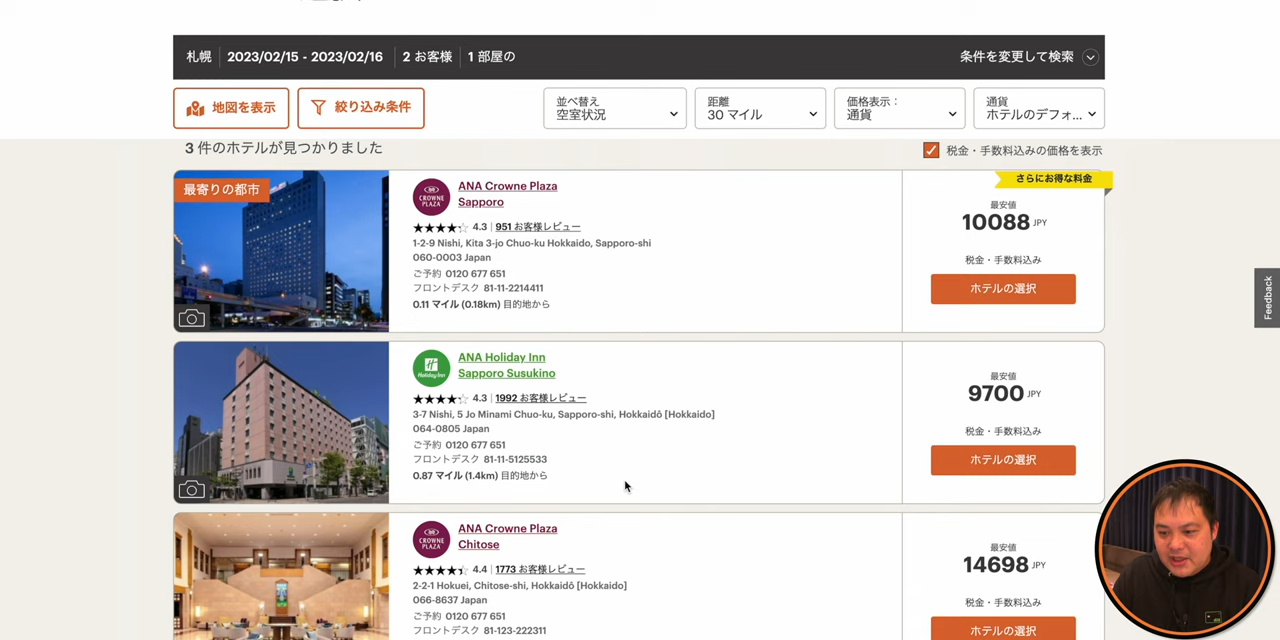 札幌 2023/02/15 - 2023/02/16 2 お客様 1 部屋の 条件を変更して検索
地図を表示 絞り込み条件
並べ替え
空室状況
距離
30 マイル
価格表示 :
通貨
通貨
ホテルのデフォ...
3 件のホテルが見つかりました
税金・手数料込みの価格を表示
最寄りの都市
CROWNE PLAZA
ANA Crowne Plaza
Sapporo
4.3 | 951 お客様レビュー
1-2-9 Nishi, Kita 3-jo Chuo-ku Hokkaido, Sapporo-shi
060-0003 Japan
ご予約 0120 677 651
フロントデスク 81-11-2214411
0.11 マイル (0.18km) 目的地から
さらにお得な料金
最安値
10088 JPY
税金・手数料込み
ホテルの選択
Holiday Inn
ANA Holiday Inn
Sapporo Susukino
4.3 | 1992 お客様レビュー
3-7 Nishi, 5 Jo Minami Chuo-ku, Sapporo-shi, Hokkaidô [Hokkaido]
064-0805 Japan
ご予約 0120 677 651
フロントデスク 81-11-5125533
0.87 マイル (1.4km) 目的地から
最安値
9700 JPY
税金・手数料込み
ホテルの選択
CROWNE PLAZA
ANA Crowne Plaza
Chitose
4.4 | 1773 お客様レビュー
2-2-1 Hokuei, Chitose-shi, Hokkaidô [Hokkaido]
066-8637 Japan
ご予約 0120 677 651
フロントデスク 81-123-222311
最安値
14698 JPY
税金・手数料込み
ホテルの選択
Feedback